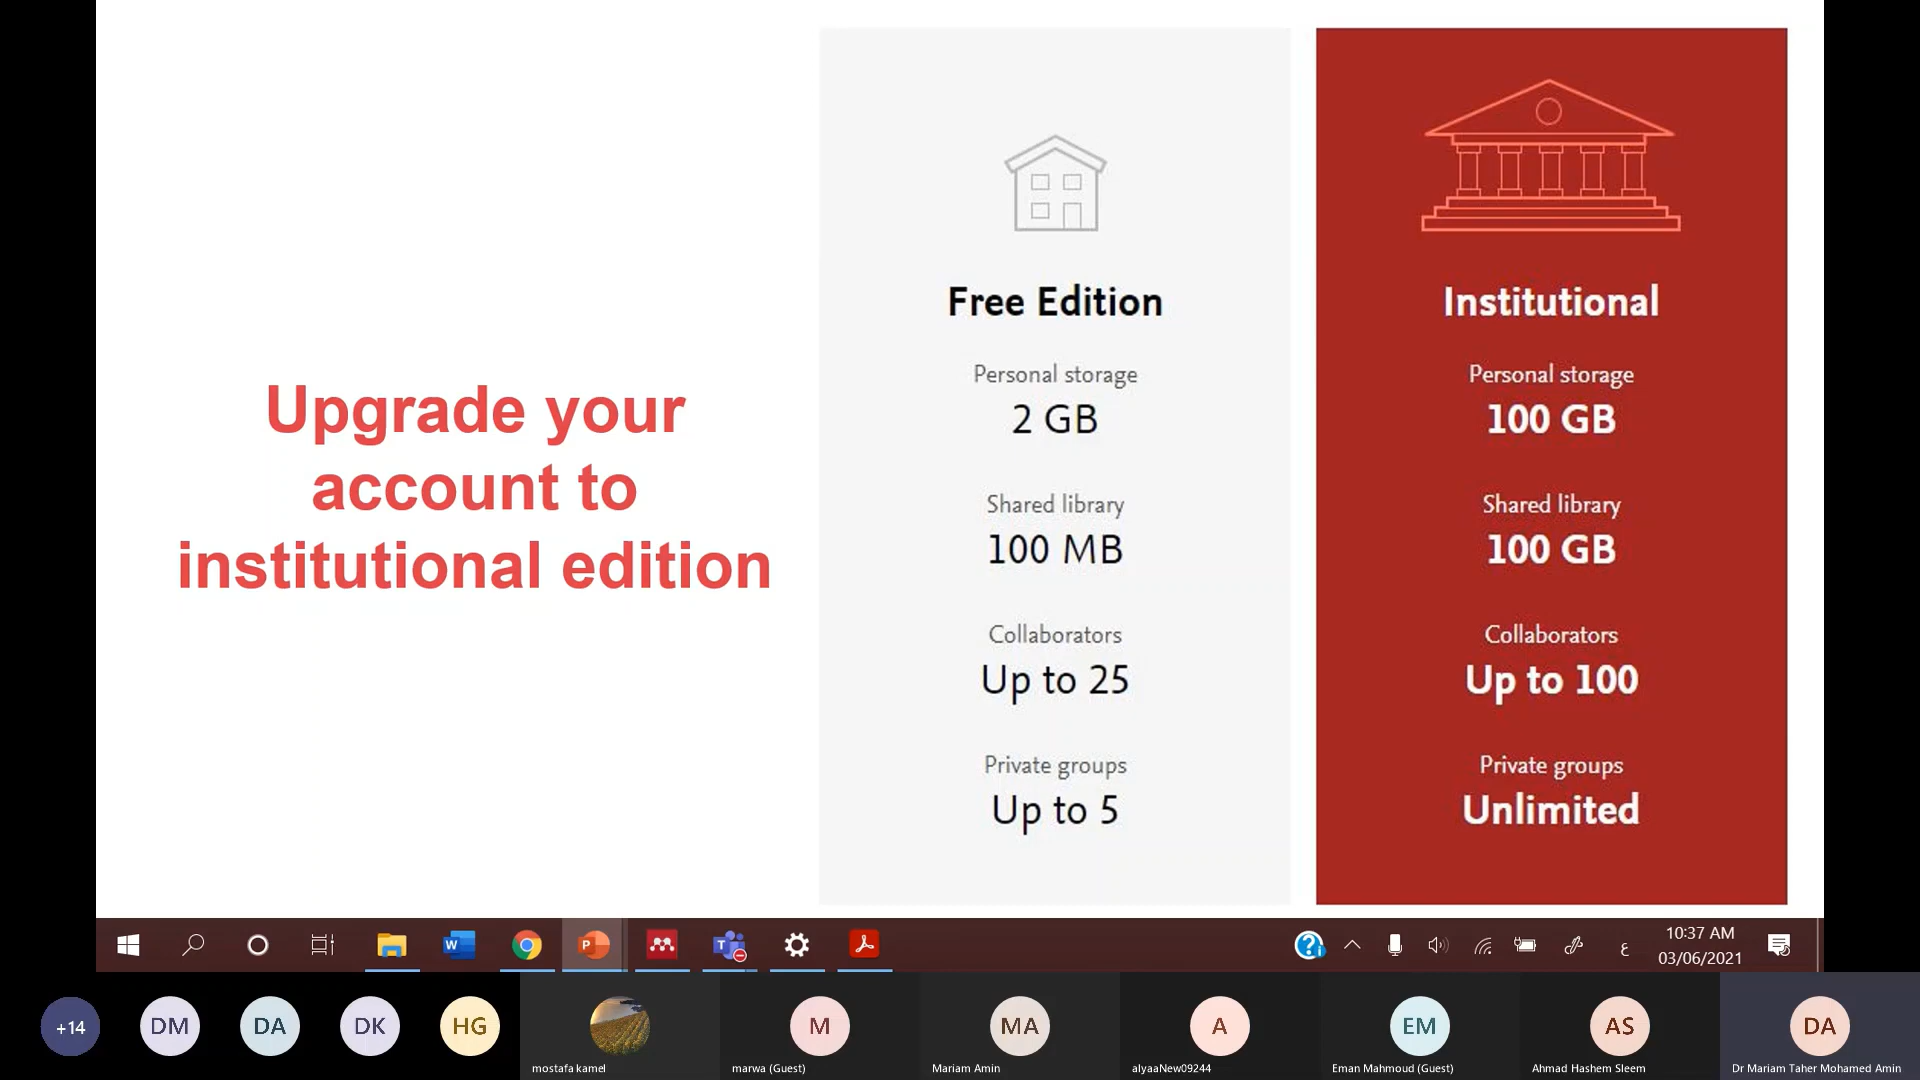 Upgrade your
account to
institutional edition
Free Edition
Personal storage
2 GB
Shared library
100 MB
Collaborators
Up to 25
Private groups
Up to 5
Institutional
Personal storage
100 GB
Shared library
100 GB
Collaborators
Up to 100
Private groups
Unlimited
W
P
T
?
ع
10:37 AM
03/06/2021
+14
DM
DA
DK
HG
mostafa kamel
M
marwa (Guest)
MA
Mariam Amin
A
alyaaNew09244
EM
Eman Mahmoud (Guest)
AS
Ahmad Hashem Sleem
DA
Dr Mariam Taher Mohamed Amin